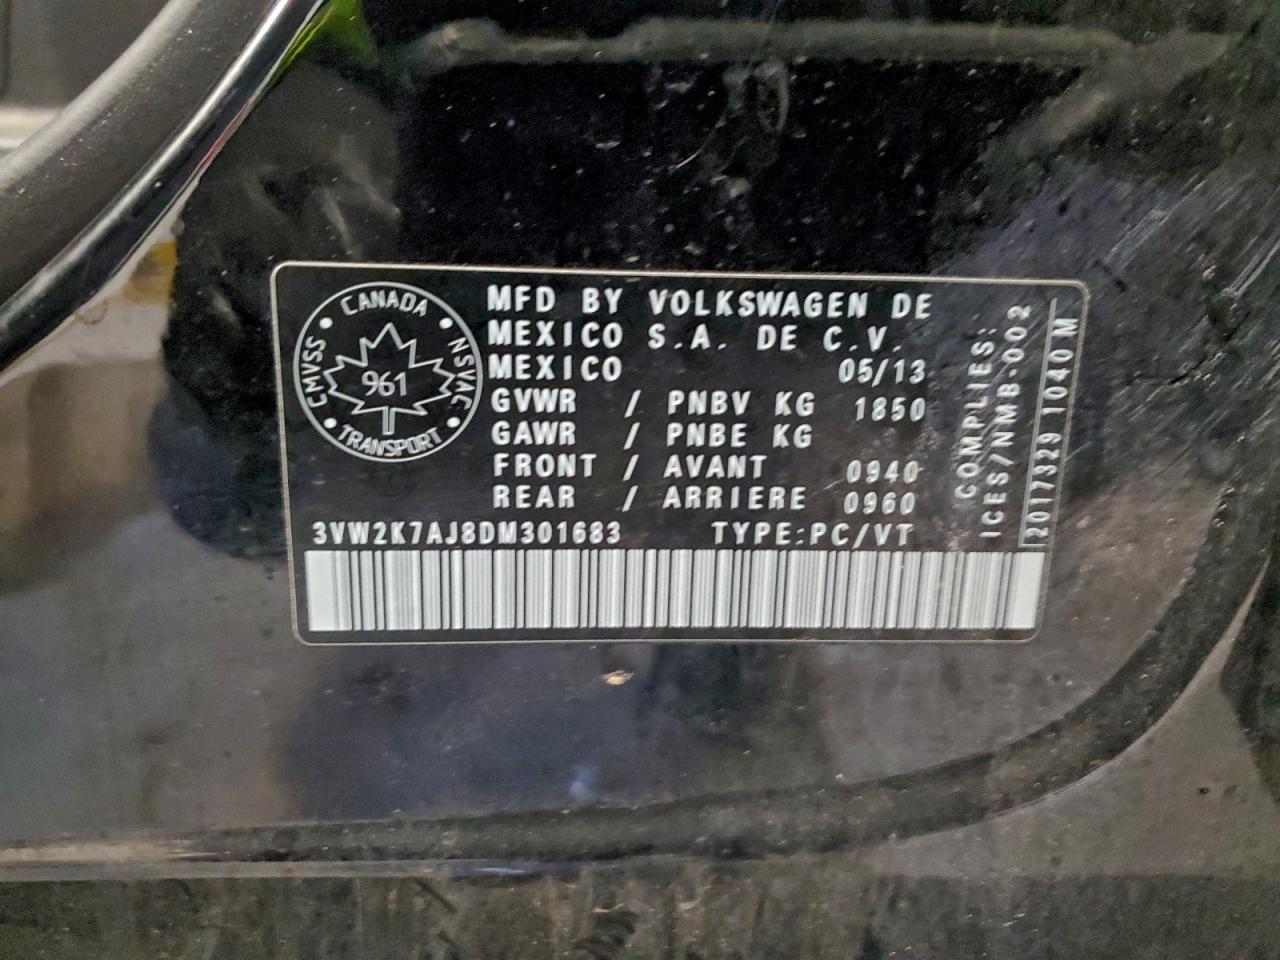 CANADA
NSVAC
CMVSS
961
TRANSPORT
MFD BY VOLKSWAGEN DE
MEXICO S.A. DE C.V.
MEXICO 05/13
GVWR / PNBV KG 1850
GAWR / PNBE KG
FRONT / AVANT 0940
REAR / ARRIERE 0960
3VW2K7AJ8DM301683 TYPE:PC/VT
COMPLIES:
ICES/NMB-002
2017329 1040 M